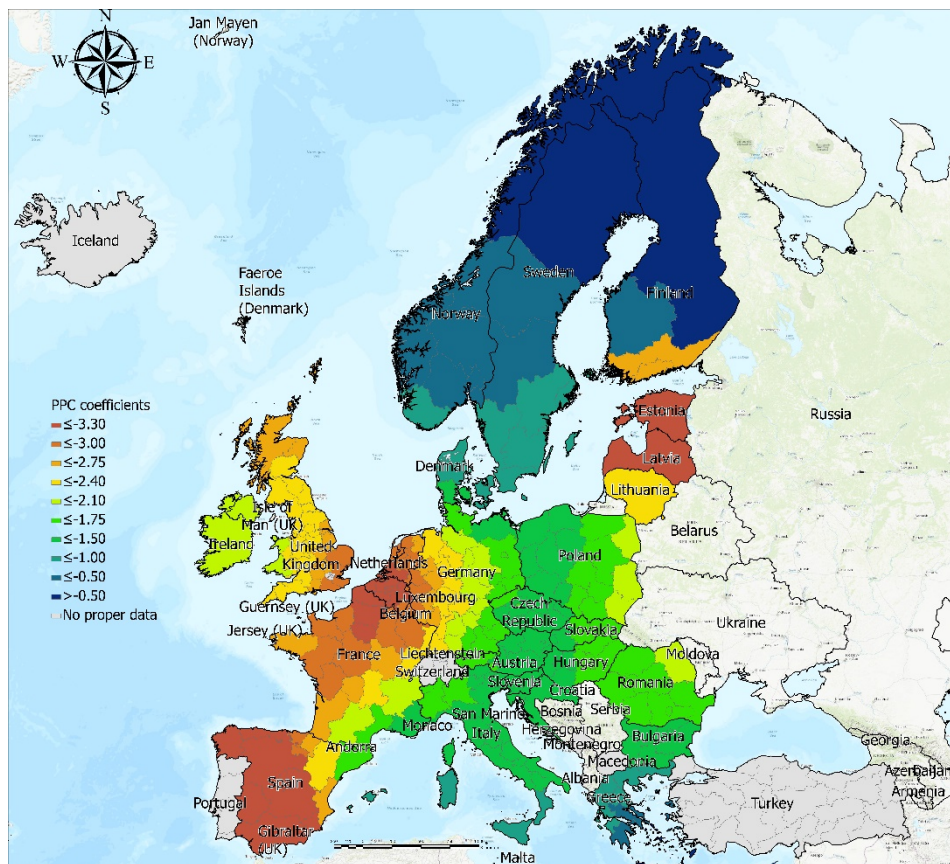 Jan Mayen
(Norway)
N
W
E
S
Iceland
Faeroe
Islands
(Denmark)
Sweden
Norway
Finland
Russia
PPC coefficients
≤-3.30
≤-3.00
≤-2.75
≤-2.40
≤-2.10
≤-1.75
≤-1.50
≤-1.00
≤-0.50
>-0.50
No proper data
Estonia
Latvia
Lithuania
Denmark
Belarus
Isle of
Man (UK)
Ireland
United
Kingdom
Netherlands
Germany
Poland
Guernsey (UK)
Luxembourg
Belgium
Jersey (UK)
Czech
Republic
Ukraine
Slovakia
France
Liechtenstein
Switzerland
Austria
Hungary
Moldova
Slovenia
Romania
Croatia
San Marino
Italy
Bosnia
Herzegovina
Serbia
Monaco
Andorra
Montenegro
Bulgaria
Macedonia
Albania
Georgia
Azerbaijan
Armenia
Spain
Portugal
Greece
Turkey
Gibraltar
(UK)
Malta